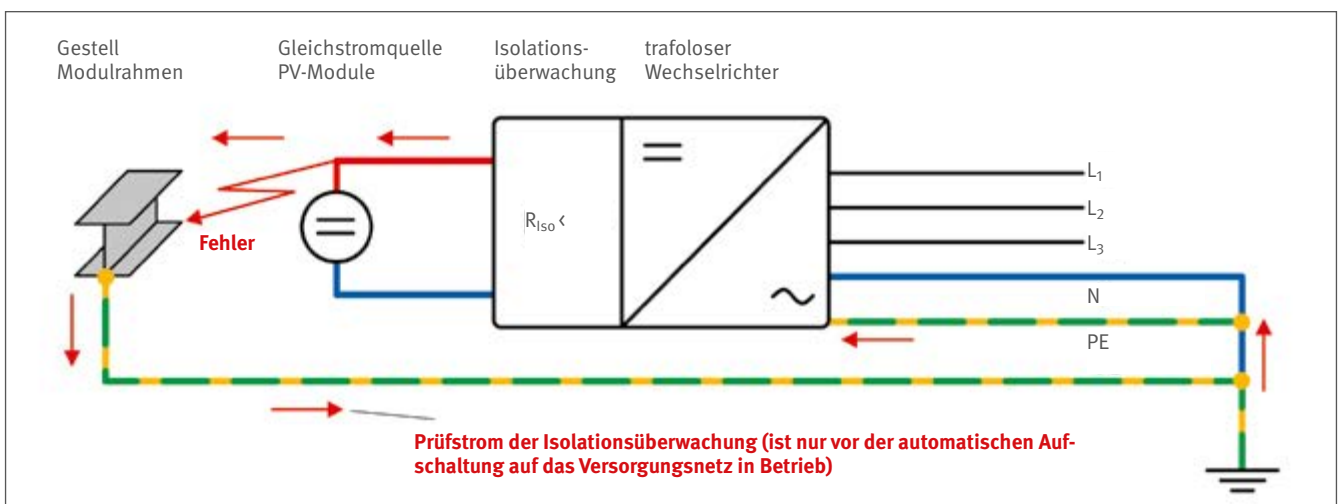 Gestell
Modulrahmen
Gleichstromquelle
PV-Module
Isolations-
überwachung
trafoloser
Wechselrichter
Fehler
RIso <
L1
L2
L3
N
PE
Prüfstrom der Isolationsüberwachung (ist nur vor der automatischen Auf-
schaltung auf das Versorgungsnetz in Betrieb)